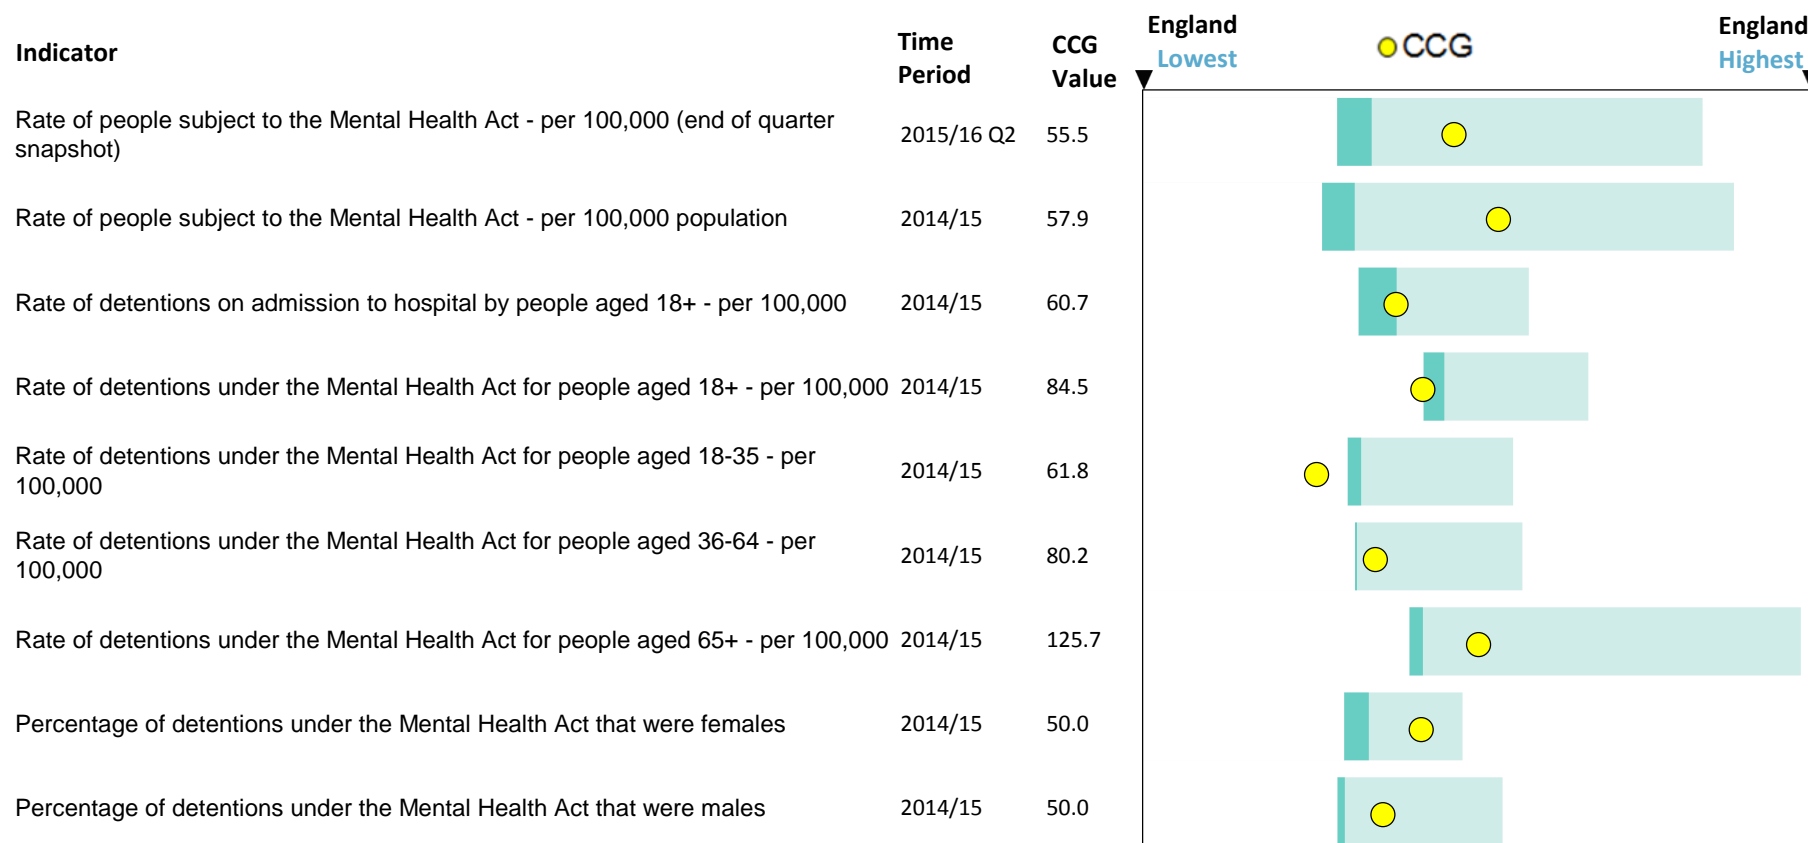 Indicator
Time
Period
CCG
Value
England
Lowest
CCG
England
Highest
Rate of people subject to the Mental Health Act - per 100,000 (end of quarter
snapshot)
2015/16 Q2
55.5
Rate of people subject to the Mental Health Act - per 100,000 population
2014/15
57.9
Rate of detentions on admission to hospital by people aged 18+ - per 100,000
2014/15
60.7
Rate of detentions under the Mental Health Act for people aged 18+ - per 100,000
2014/15
84.5
Rate of detentions under the Mental Health Act for people aged 18-35 - per
100,000
2014/15
61.8
Rate of detentions under the Mental Health Act for people aged 36-64 - per
100,000
2014/15
80.2
Rate of detentions under the Mental Health Act for people aged 65+ - per 100,000
2014/15
125.7
Percentage of detentions under the Mental Health Act that were females
2014/15
50.0
Percentage of detentions under the Mental Health Act that were males
2014/15
50.0